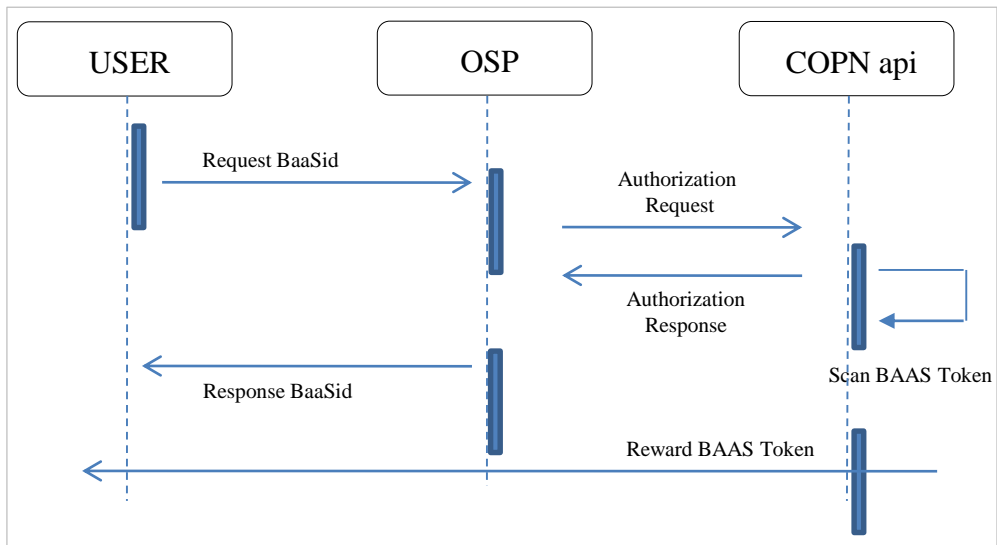 USER
OSP
COPN api
Request BaaSid
Authorization
Request
Authorization
Response
Scan BAAS Token
Response BaaSid
Reward BAAS Token